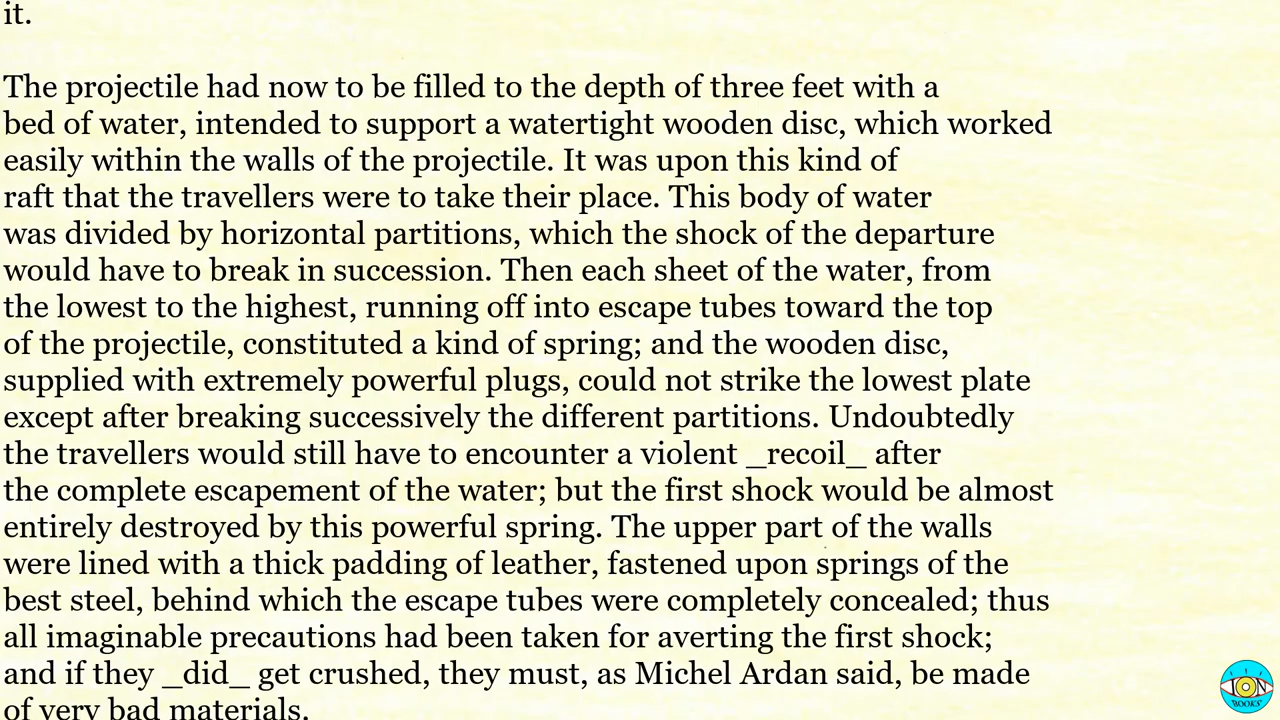 it.
The projectile had now to be filled to the depth of three feet with a
bed of water, intended to support a watertight wooden disc, which worked
easily within the walls of the projectile. It was upon this kind of
raft that the travellers were to take their place. This body of water
was divided by horizontal partitions, which the shock of the departure
would have to break in succession. Then each sheet of the water, from
the lowest to the highest, running off into escape tubes toward the top
of the projectile, constituted a kind of spring; and the wooden disc,
supplied with extremely powerful plugs, could not strike the lowest plate
except after breaking successively the different partitions. Undoubtedly
the travellers would still have to encounter a violent _recoil_ after
the complete escapement of the water; but the first shock would be almost
entirely destroyed by this powerful spring. The upper part of the walls
were lined with a thick padding of leather, fastened upon springs of the
best steel, behind which the escape tubes were completely concealed; thus
all imaginable precautions had been taken for averting the first shock;
and if they _did_ get crushed, they must, as Michel Ardan said, be made
of very bad materials.
ION
BOOKS